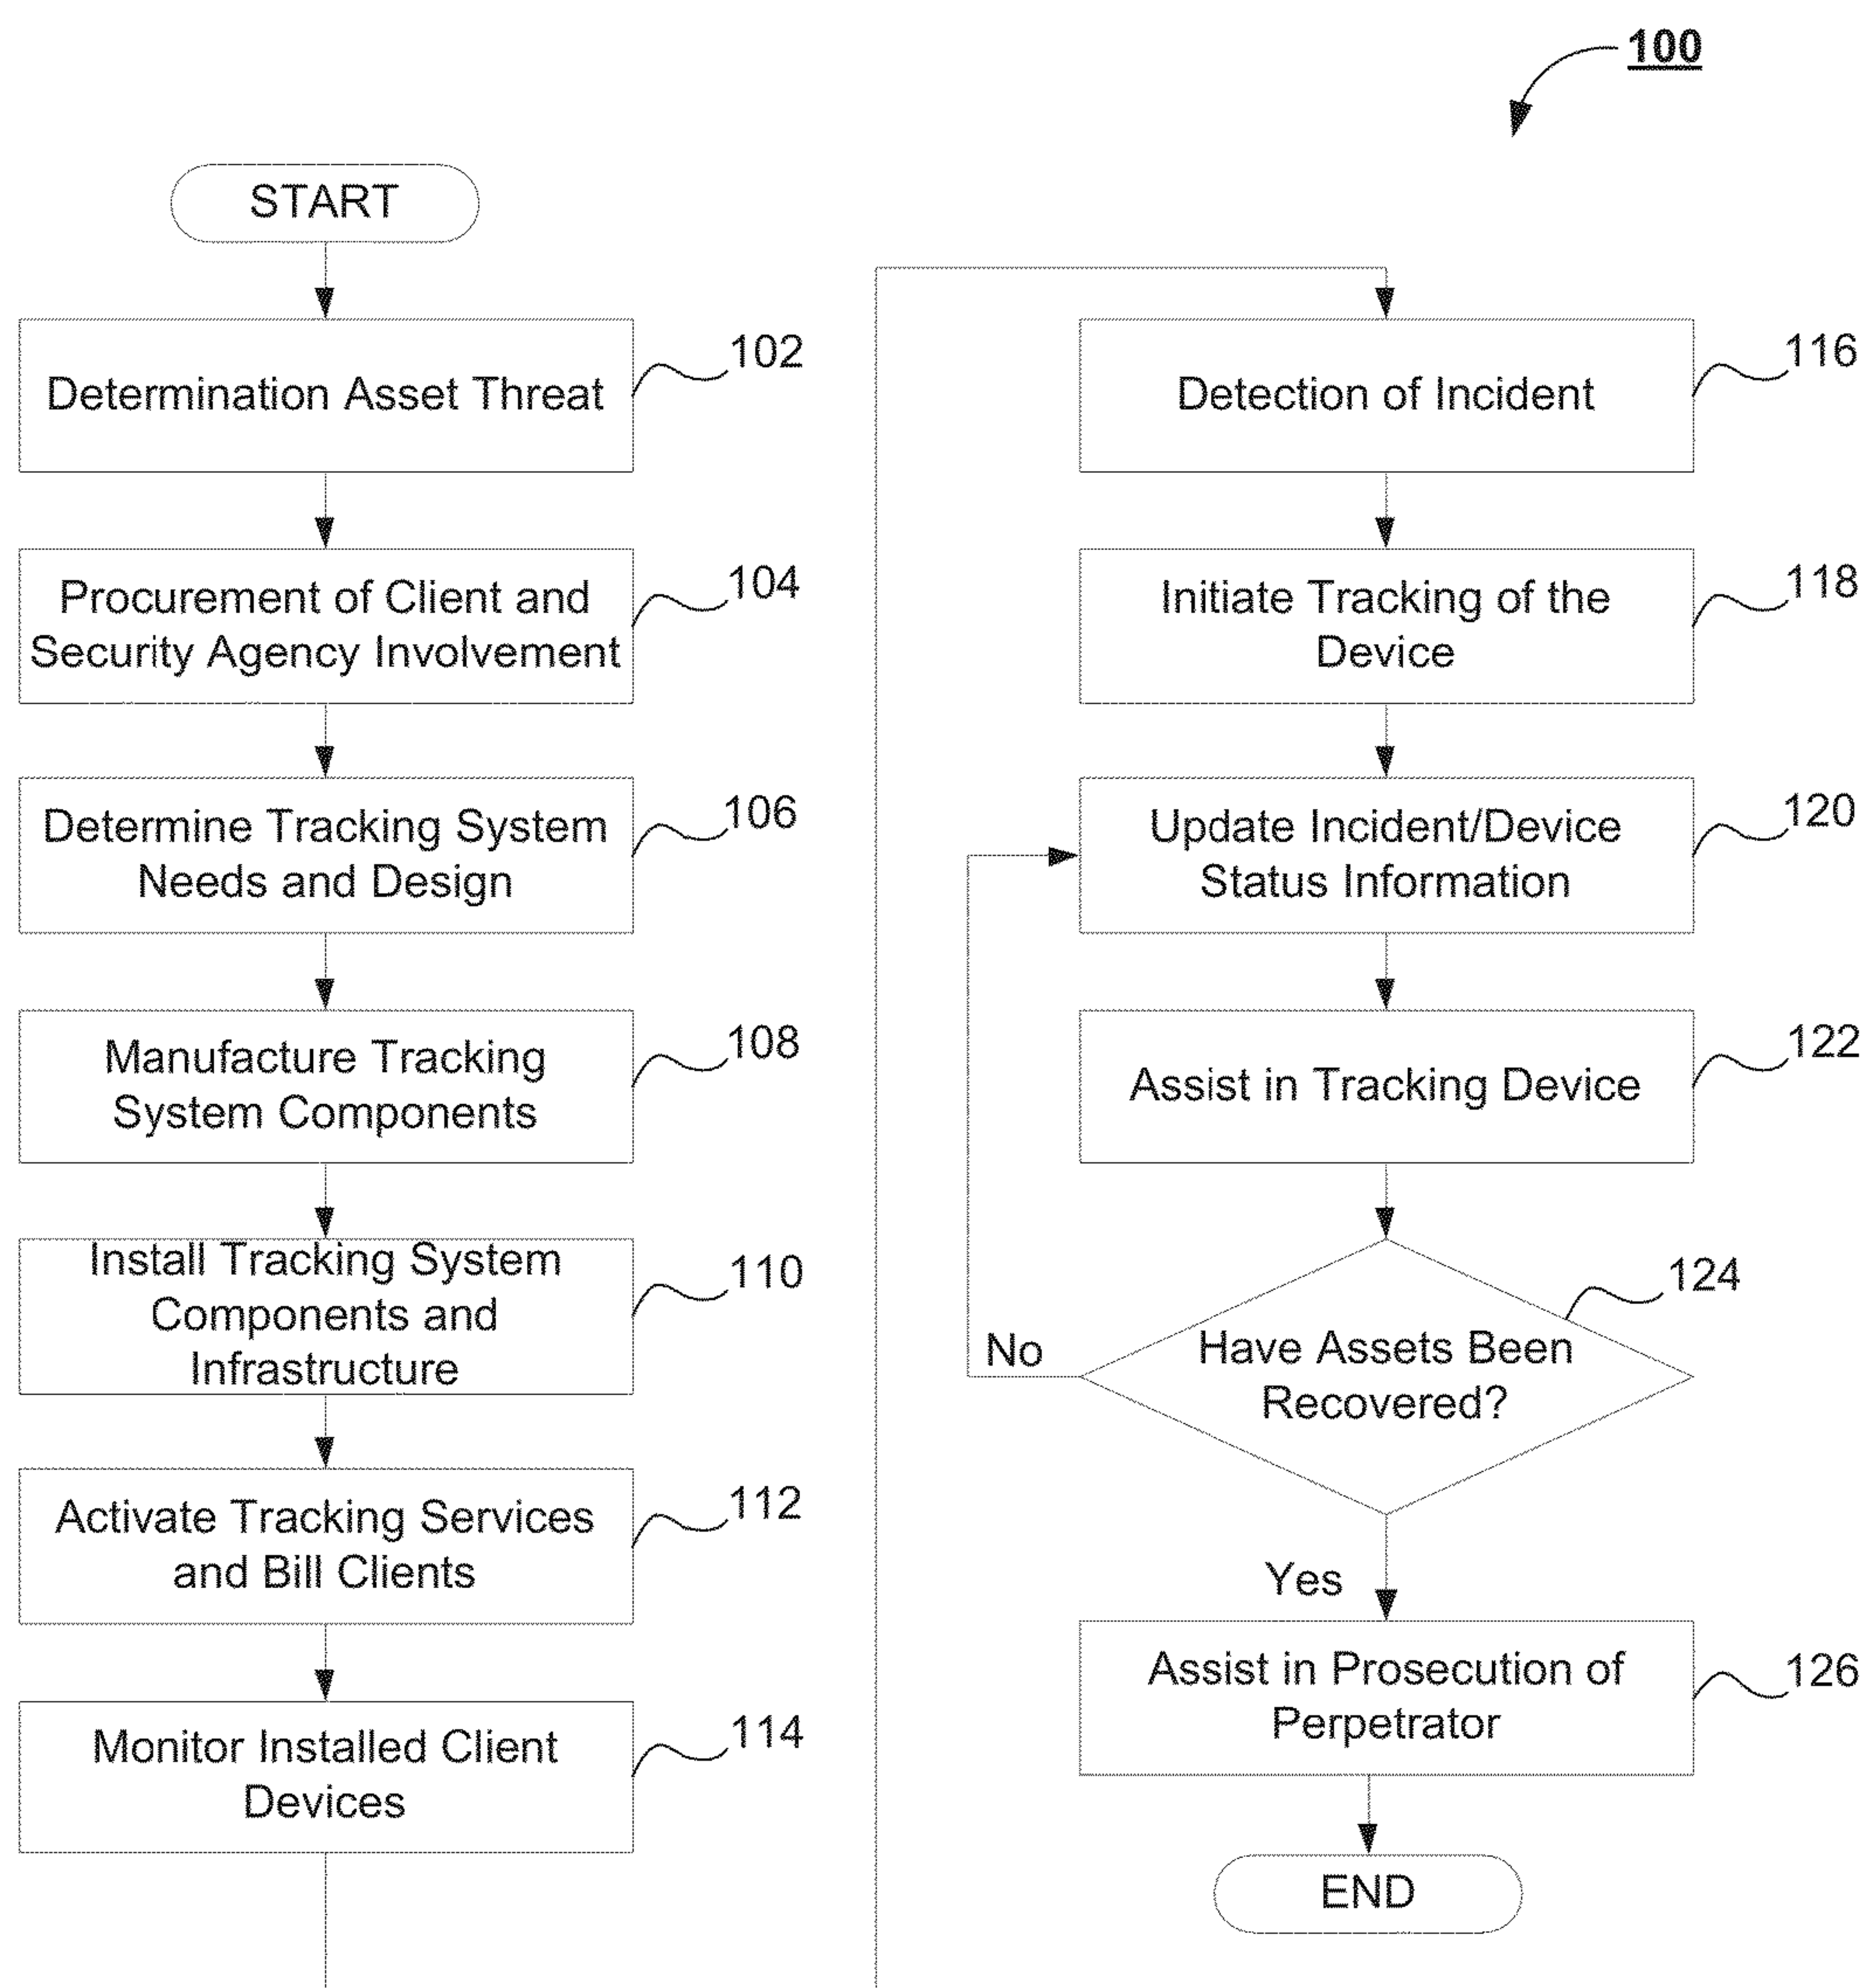 100
START
Determination Asset Threat
102
Procurement of Client and
Security Agency Involvement
104
Determine Tracking System
Needs and Design
106
Manufacture Tracking
System Components
108
Install Tracking System
Components and
Infrastructure
110
Activate Tracking Services
and Bill Clients
112
Monitor Installed Client
Devices
114
Detection of Incident
116
Initiate Tracking of the
Device
118
Update Incident/Device
Status Information
120
Assist in Tracking Device
122
Have Assets Been
Recovered?
124
No
Yes
Assist in Prosecution of
Perpetrator
126
END